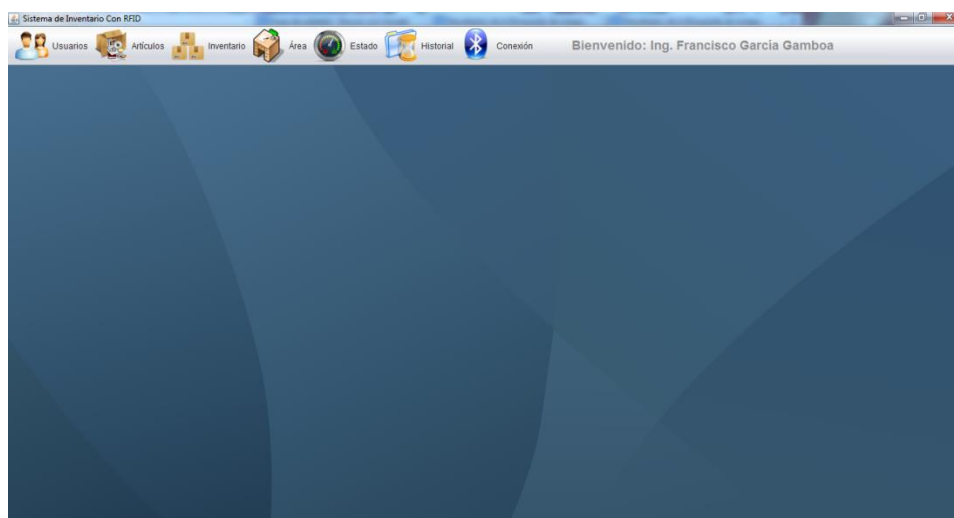 Sistema de Inventario Con RFID
Usuarios Artículos Inventario Área Estado Historial Conexión Bienvenido: Ing. Francisco García Gamboa